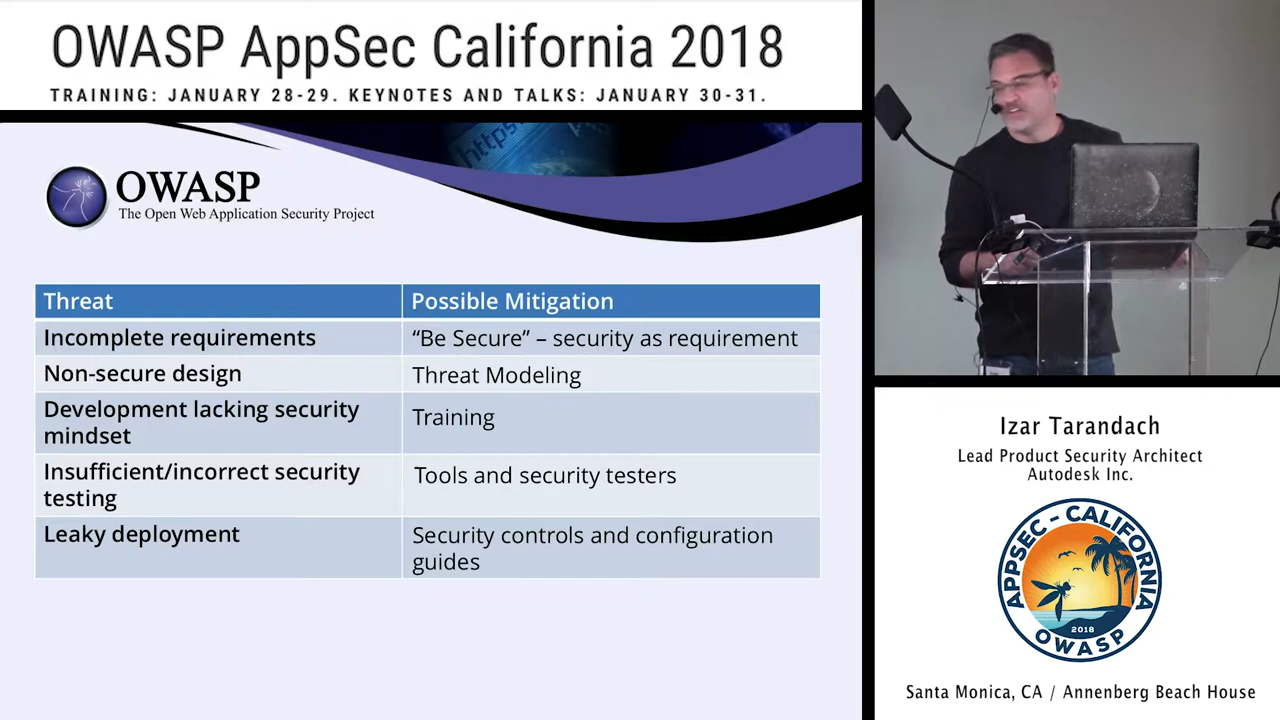 OWASP AppSec California 2018
TRAINING: JANUARY 28-29. KEYNOTES AND TALKS: JANUARY 30-31.
https
OWASP
The Open Web Application Security Project
Threat
Possible Mitigation
Incomplete requirements
“Be Secure” – security as requirement
Non-secure design
Threat Modeling
Development lacking security
mindset
Training
Insufficient/incorrect security
testing
Tools and security testers
Leaky deployment
Security controls and configuration
guides
Izar Tarandach
Lead Product Security Architect
Autodesk Inc.
APPSEC - CALIFORNIA
2018
OWASP
Santa Monica, CA / Annenberg Beach House